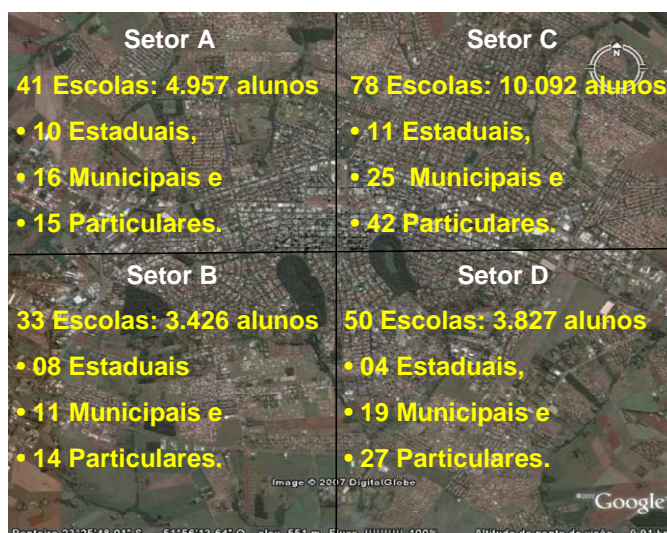 Setor A
41 Escolas: 4.957 alunos
• 10 Estaduais,
• 16 Municipais e
• 15 Particulares.
Setor C
N
78 Escolas: 10.092 alunos
• 11 Estaduais,
• 25 Municipais e
• 42 Particulares.
Setor B
33 Escolas: 3.426 alunos
• 08 Estaduais
• 11 Municipais e
• 14 Particulares.
Setor D
50 Escolas: 3.827 alunos
• 04 Estaduais,
• 19 Municipais e
• 27 Particulares.
Image © 2007 DigitalGlobe
Google